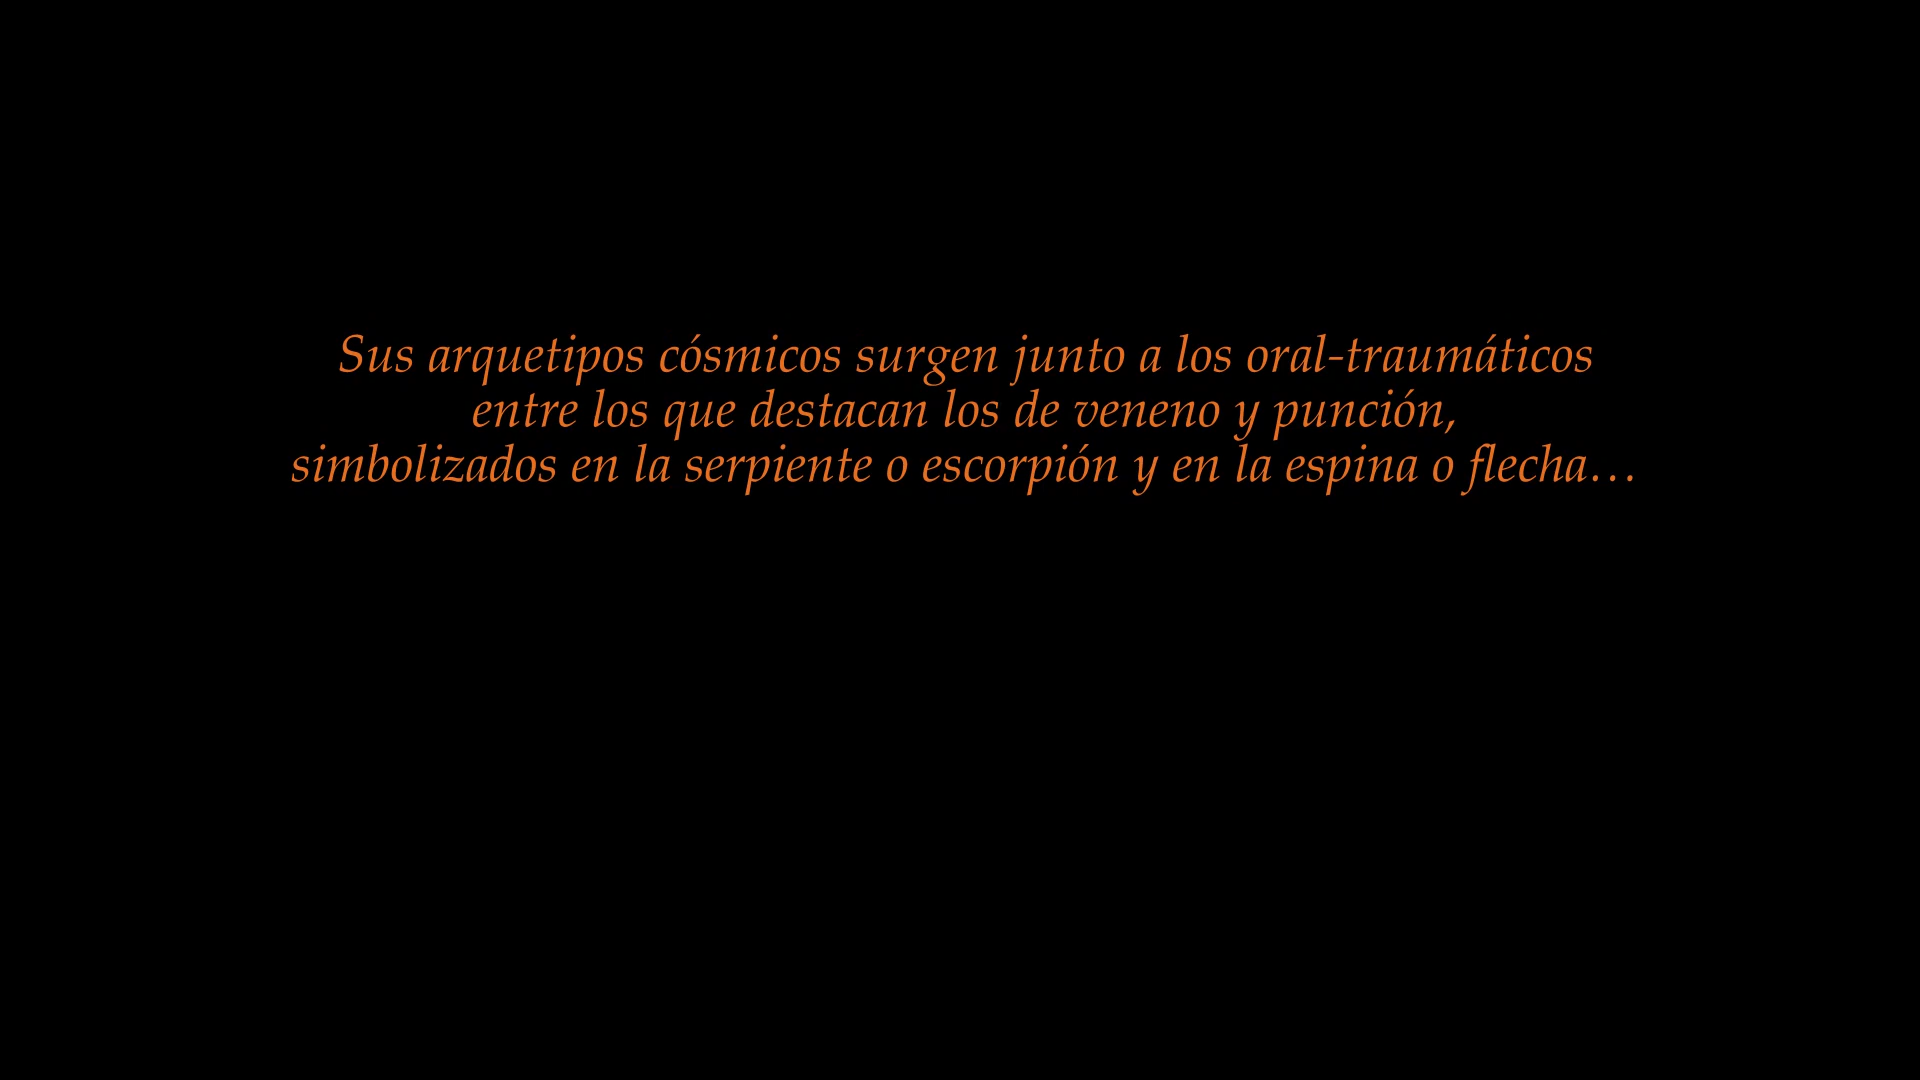 Sus arquetipos cósmicos surgen junto a los oral-traumáticos
entre los que destacan los de veneno y punción,
simbolizados en la serpiente o escorpión y en la espina o flecha…